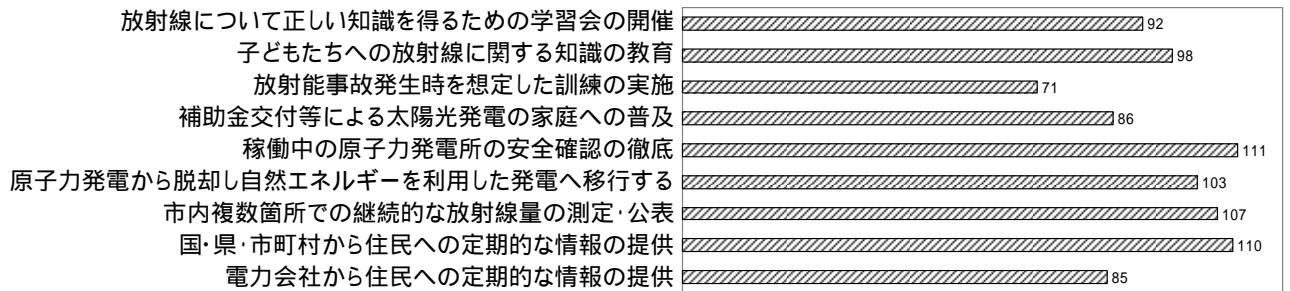 放射線について正しい知識を得るための学習会の開催 92
子どもたちへの放射線に関する知識の教育 98
放射能事故発生時を想定した訓練の実施 71
補助金交付等による太陽光発電の家庭への普及 86
稼働中の原子力発電所の安全確認の徹底 111
原子力発電から脱却し自然エネルギーを利用した発電へ移行する 103
市内複数箇所での継続的な放射線量の測定・公表 107
国・県・市町村から住民への定期的な情報の提供 110
電力会社から住民への定期的な情報の提供 85